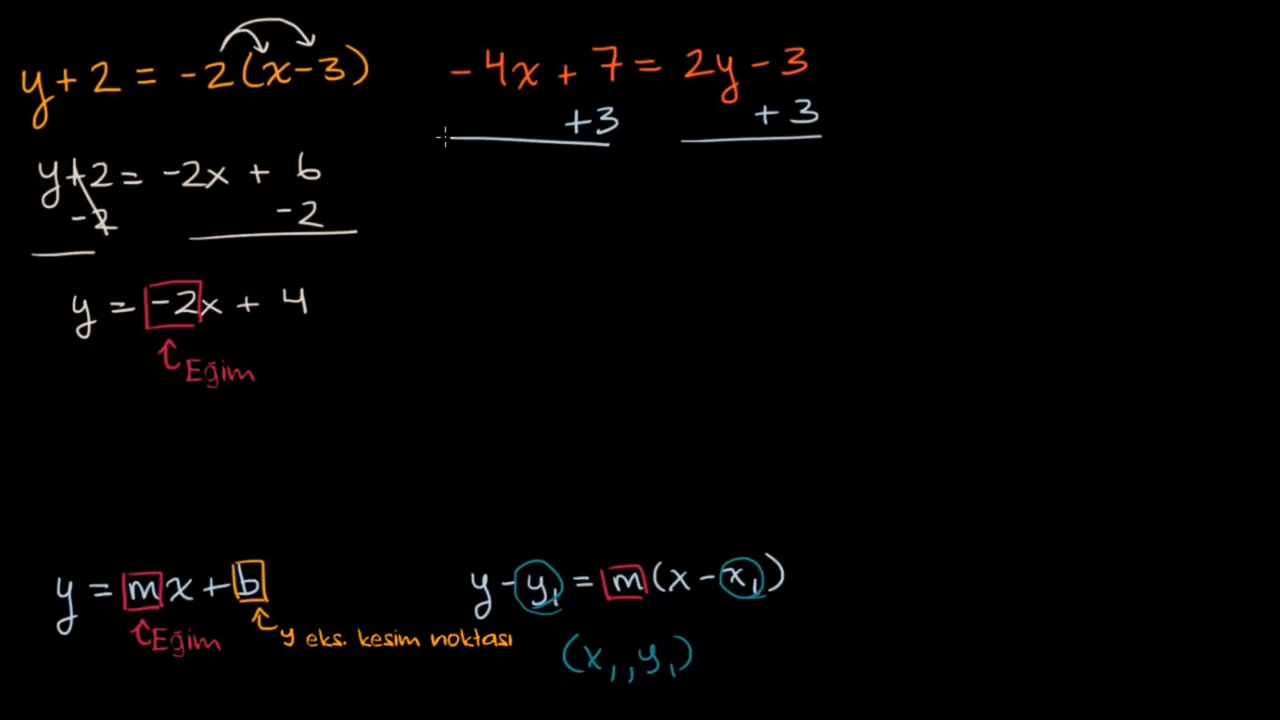 y + 2 = -2(x - 3)
y + 2 = -2x + 6
-2 -2
y = -2x + 4
Eğim
-4x + 7 = 2y - 3
+3 +3
y = mx + b
Eğim
y eks. kesim noktası
y - y₁ = m(x - x₁)
(x₁, y₁)